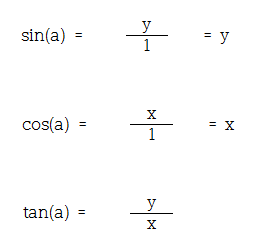 sin(a) = y/1 = y
cos(a) = x/1 = x
tan(a) = y/x